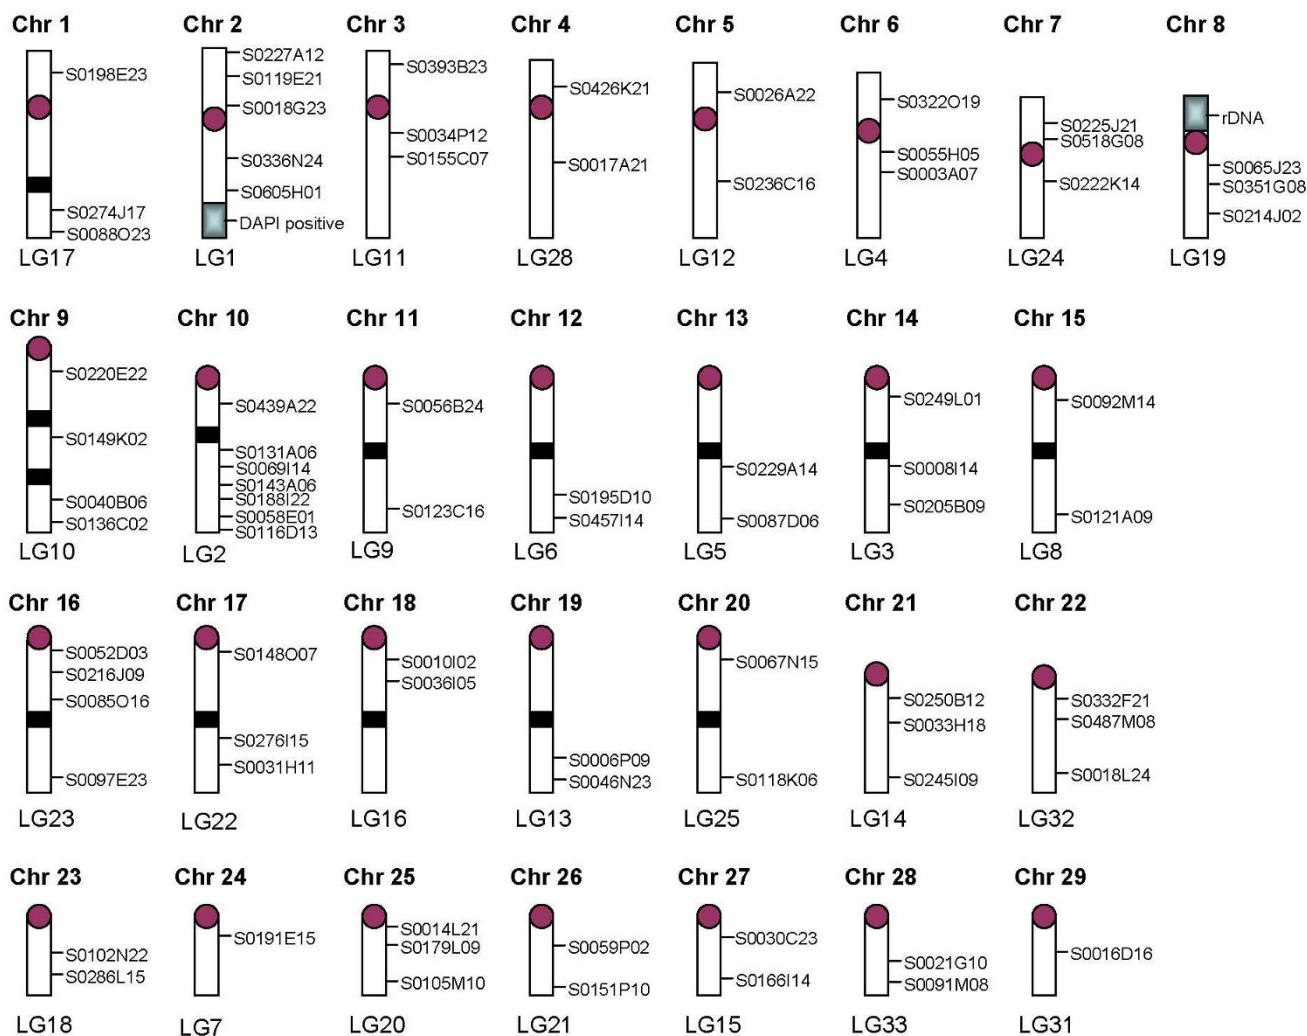 Chr 1
Chr 2
Chr 3
Chr 4
Chr 5
Chr 6
Chr 7
Chr 8
S0198E23
S0274J17
S0088O23
LG17
S0227A12
S0119E21
S0018G23
S0336N24
S0605H01
DAPI positive
LG1
S0393B23
S0034P12
S0155C07
LG11
S0426K21
S0017A21
LG28
S0026A22
S0236C16
LG12
S0322O19
S0055H05
S0003A07
LG4
S0225J21
S0518G08
S0222K14
LG24
rDNA
S0065J23
S0351G08
S0214J02
LG19
Chr 9
Chr 10
Chr 11
Chr 12
Chr 13
Chr 14
Chr 15
S0220E22
S0149K02
S0040B06
S0136C02
LG10
S0439A22
S0131A06
S0069I14
S0143A06
S0188I22
S0058E01
S0116D13
LG2
S0056B24
S0123C16
LG9
S0195D10
S0457I14
LG6
S0229A14
S0087D06
LG5
S0249L01
S0008I14
S0205B09
LG3
S0092M14
S0121A09
LG8
Chr 16
Chr 17
Chr 18
Chr 19
Chr 20
Chr 21
Chr 22
S0052D03
S0216J09
S0085O16
S0097E23
LG23
S0148O07
S0276I15
S0031H11
LG22
S0010I02
S0036I05
LG16
S0006P09
S0046N23
LG13
S0067N15
S0118K06
LG25
S0250B12
S0033H18
S0245I09
LG14
S0332F21
S0487M08
S0018L24
LG32
Chr 23
Chr 24
Chr 25
Chr 26
Chr 27
Chr 28
Chr 29
S0102N22
S0286L15
LG18
S0191E15
LG7
S0014L21
S0179L09
S0105M10
LG20
S0059P02
S0151P10
LG21
S0030C23
S0166I14
LG15
S0021G10
S0091M08
LG33
S0016D16
LG31